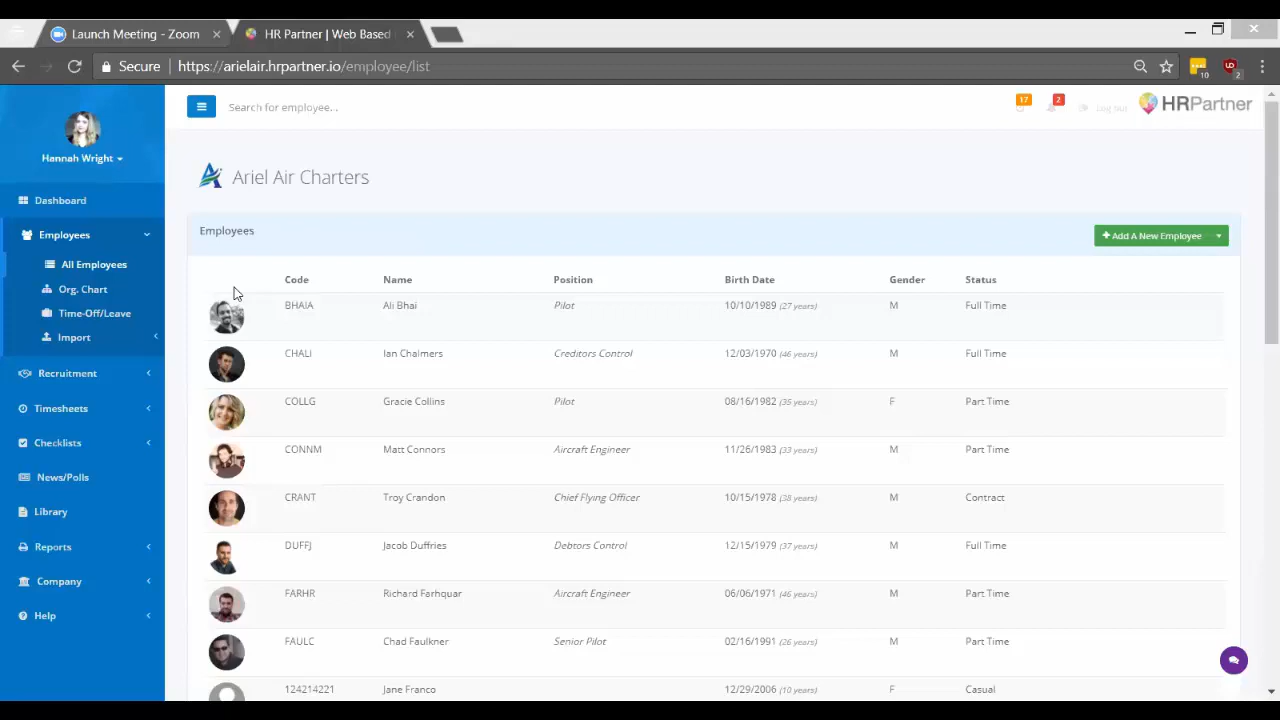 Launch Meeting - Zoom
HR Partner | Web Based
Secure https://arielair.hrpartner.io/employee/list
10
2
Search for employee...
17
2
Log out
HRPartner
Hannah Wright
Dashboard
Employees
All Employees
Org. Chart
Time-Off/Leave
Import
Recruitment
Timesheets
Checklists
News/Polls
Library
Reports
Company
Help
Ariel Air Charters
Employees
Add A New Employee
Code Name Position Birth Date Gender Status
BHAIA Ali Bhai Pilot 10/10/1989 (27 years) M Full Time
CHALI Ian Chalmers Creditors Control 12/03/1970 (46 years) M Full Time
COLLG Gracie Collins Pilot 08/16/1982 (35 years) F Part Time
CONNM Matt Connors Aircraft Engineer 11/26/1983 (33 years) M Part Time
CRANT Troy Crandon Chief Flying Officer 10/15/1978 (38 years) M Contract
DUFFJ Jacob Duffries Debtors Control 12/15/1979 (37 years) M Full Time
FARHR Richard Farhquar Aircraft Engineer 06/06/1971 (46 years) M Part Time
FAULC Chad Faulkner Senior Pilot 02/16/1991 (26 years) M Part Time
124214221 Jane Franco 12/29/2006 (10 years) F Casual